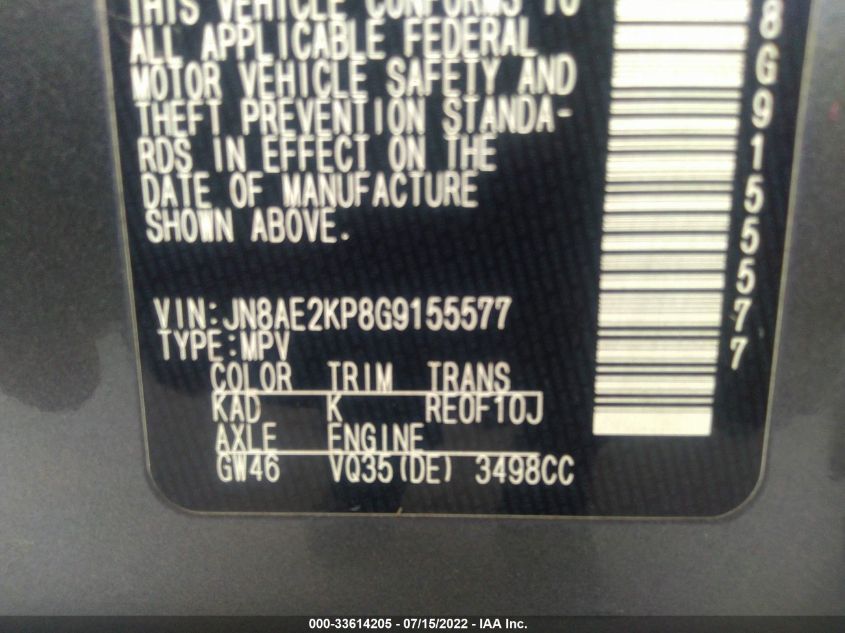 THIS VEHICLE CONFORMS TO
ALL APPLICABLE FEDERAL
MOTOR VEHICLE SAFETY AND
THEFT PREVENTION STANDA-
RDS IN EFFECT ON THE
DATE OF MANUFACTURE
SHOWN ABOVE.
8G9155577
VIN:JN8AE2KP8G9155577
TYPE:MPV
COLOR TRIM TRANS
KAD K RE0F10J
AXLE ENGINE
GW46 VQ35(DE) 3498CC
000-33614205 - 07/15/2022 - IAA Inc.